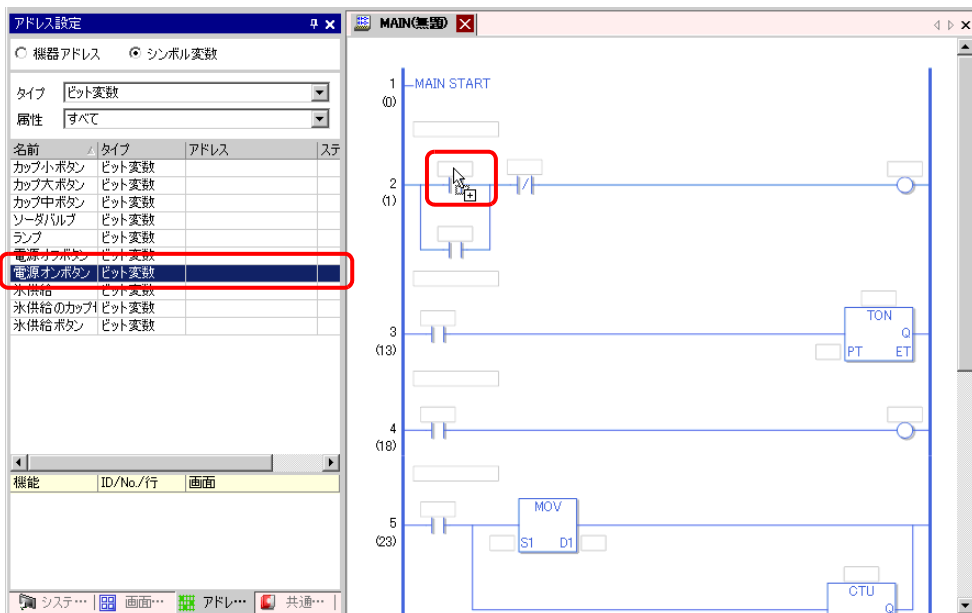 アドレス設定
機器アドレス シンボル変数
タイプ ビット変数
属性 すべて
名前 タイプ アドレス ステ
カップ小ボタン ビット変数
カップ大ボタン ビット変数
カップ中ボタン ビット変数
ソーダバルブ ビット変数
ランプ ビット変数
電源オフボタン ビット変数
電源オンボタン ビット変数
氷供給 ビット変数
氷供給のカップ ビット変数
氷供給ボタン ビット変数
機能 ID/No./行 画面
システ… 画面… アドレ… 共通…
MAIN(無題)
1 MAIN START
(0)
2
(1)
3
(13)
TON
Q
PT ET
4
(18)
5
(23)
MOV
S1 D1
CTU
Q